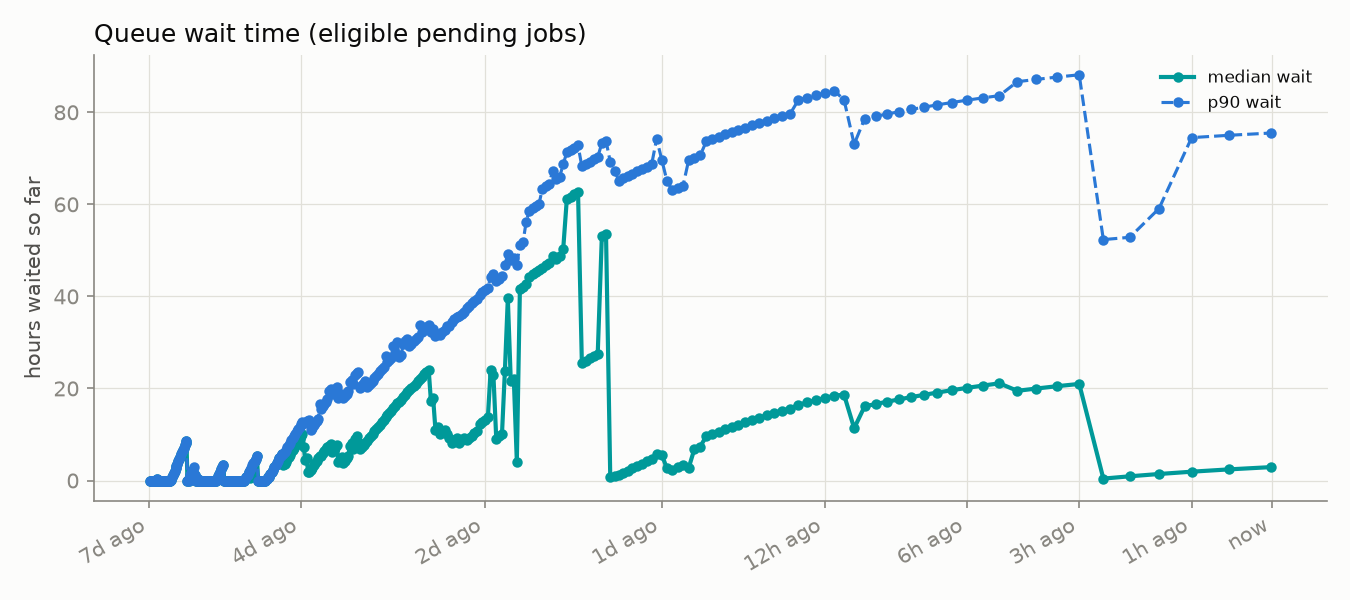 Queue wait time (eligible pending jobs)
median wait
p90 wait
hours waited so far
80
60
40
20
0
7d ago
4d ago
2d ago
1d ago
12h ago
6h ago
3h ago
1h ago
now